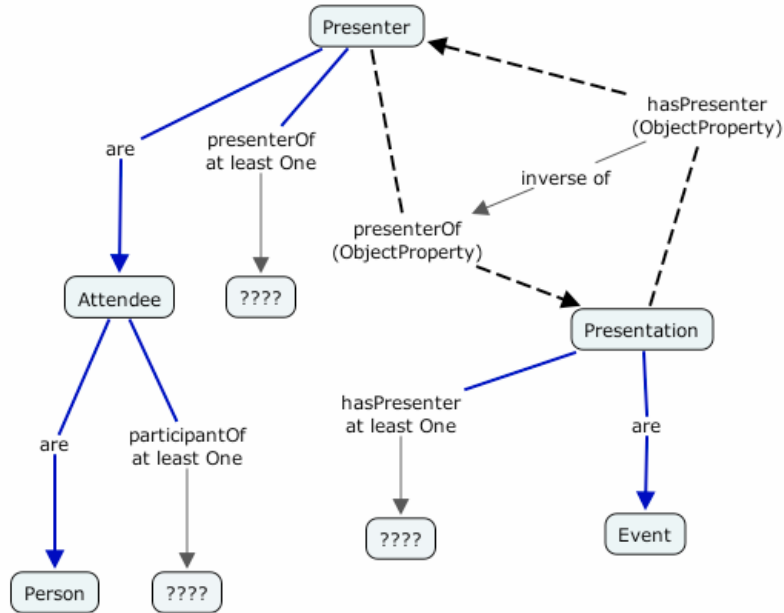 Presenter
hasPresenter
(ObjectProperty)
are
presenterOf
at least One
inverse of
presenterOf
(ObjectProperty)
Attendee
????
Presentation
hasPresenter
at least One
are
are
participantOf
at least One
????
Event
Person
????